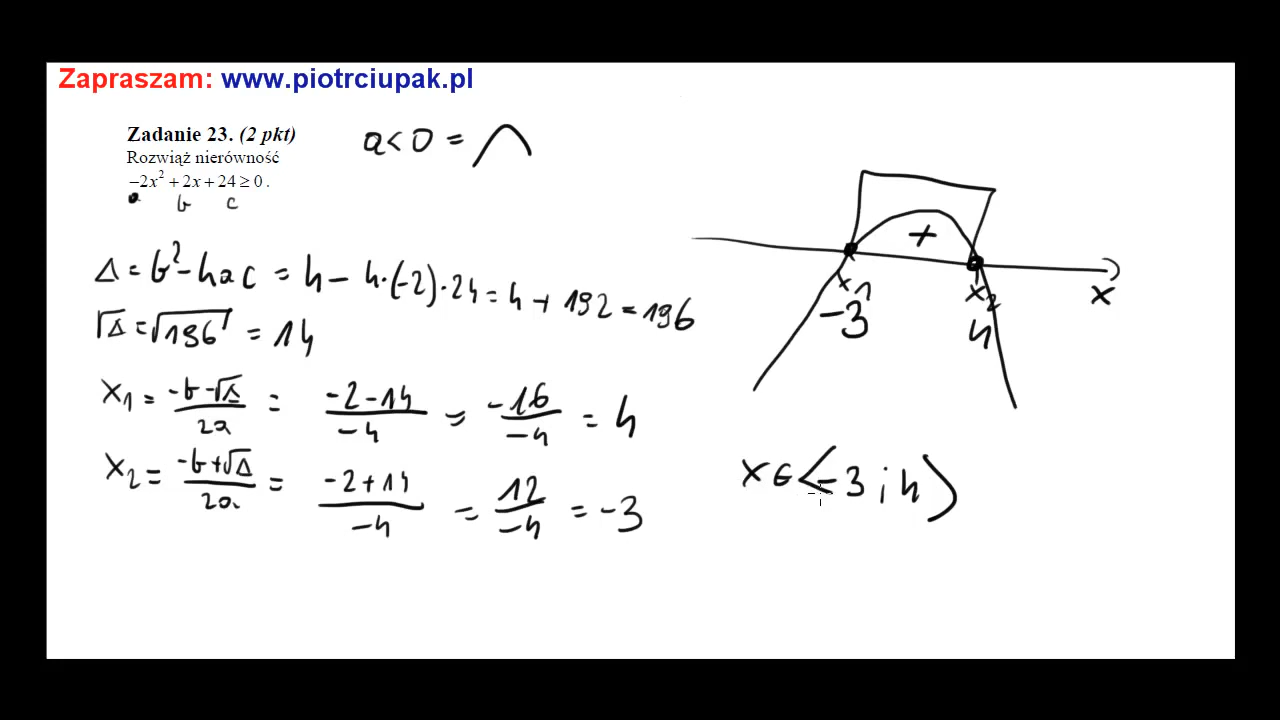 Zapraszam: www.piotrciupak.pl
Zadanie 23. (2 pkt)
Rozwiąż nierówność
−2x² + 2x + 24 ≥ 0.
a b c
a < 0 =
Δ = b² - 4ac = 4 - 4·(-2)·24 = 4 + 192 = 196
√Δ = √196 = 14
x₁ = (-b-√Δ)/2a = (-2-14)/-4 = -16/-4 = 4
x₂ = (-b+√Δ)/2a = (-2+14)/-4 = 12/-4 = -3
+
x₁ x₂ x
-3 4
x ∈ <-3 ; 4>